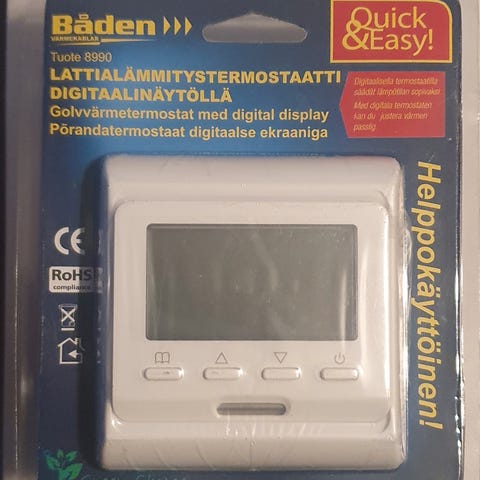 Båden
VÄRMEKABLAR
Quick
&Easy!
Tuote 8990
LATTIALÄMMITYSTERMOSTAATTI
DIGITAALINÄYTÖLLÄ
Golvvärmetermostat med digital display
Põrandatermostaat digitaalse ekraaniga
Digitaalisella termostaatilla
säädät lämpötilan sopivaksi
Med digitala termostaten
kan du justera värmen
passlig
Helppokäyttöinen!
CE
RoHS
compliance